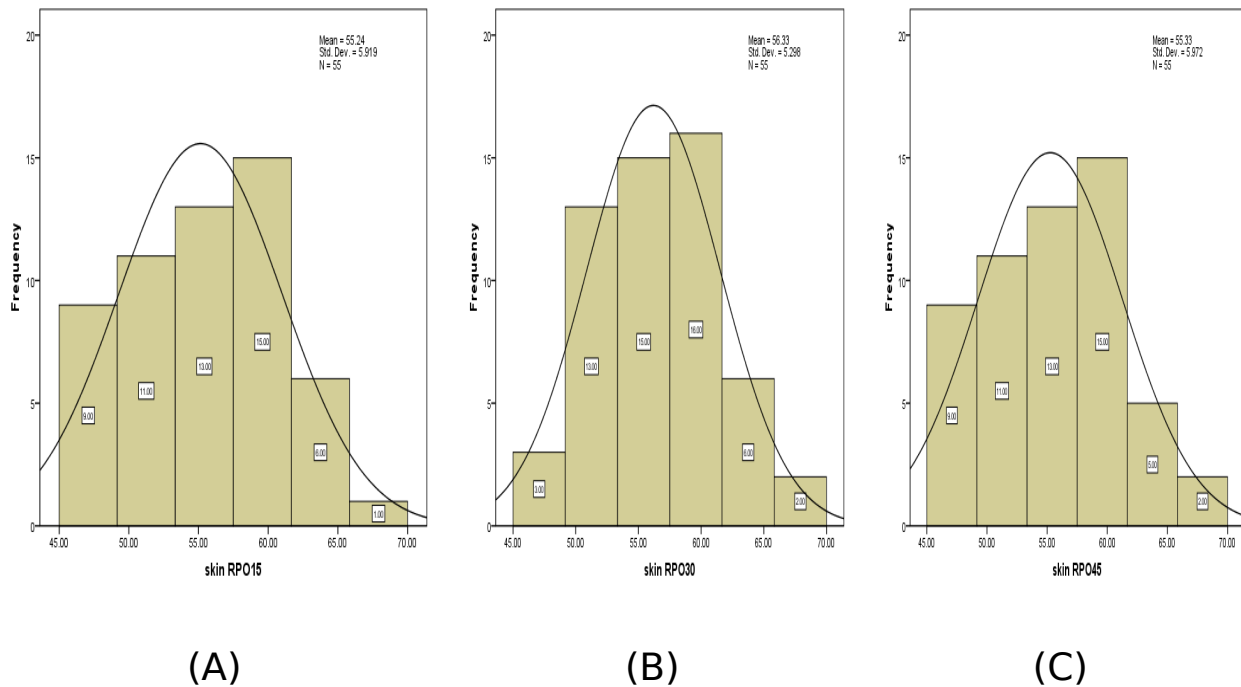 Mean = 55.24
Std. Dev. = 5.919
N = 55
20
15
10
5
0
Frequency
9.00
11.00
13.00
15.00
6.00
1.00
45.00 50.00 55.00 60.00 65.00 70.00
skin RPO15
(A)
Mean = 56.33
Std. Dev. = 5.298
N = 55
20
15
10
5
0
Frequency
3.00
13.00
15.00
16.00
6.00
2.00
45.00 50.00 55.00 60.00 65.00 70.00
skin RPO30
(B)
Mean = 55.33
Std. Dev. = 5.972
N = 55
20
15
10
5
0
Frequency
9.00
11.00
13.00
15.00
5.00
2.00
45.00 50.00 55.00 60.00 65.00 70.00
skin RPO45
(C)